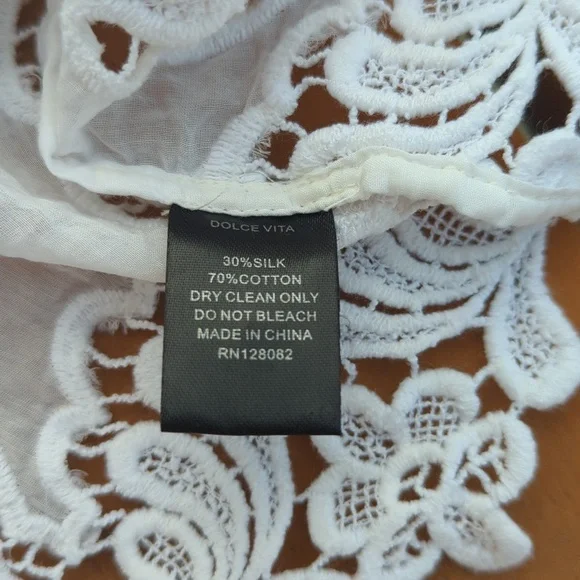 DOLCE VITA
30%SILK
70%COTTON
DRY CLEAN ONLY
DO NOT BLEACH
MADE IN CHINA
RN128082